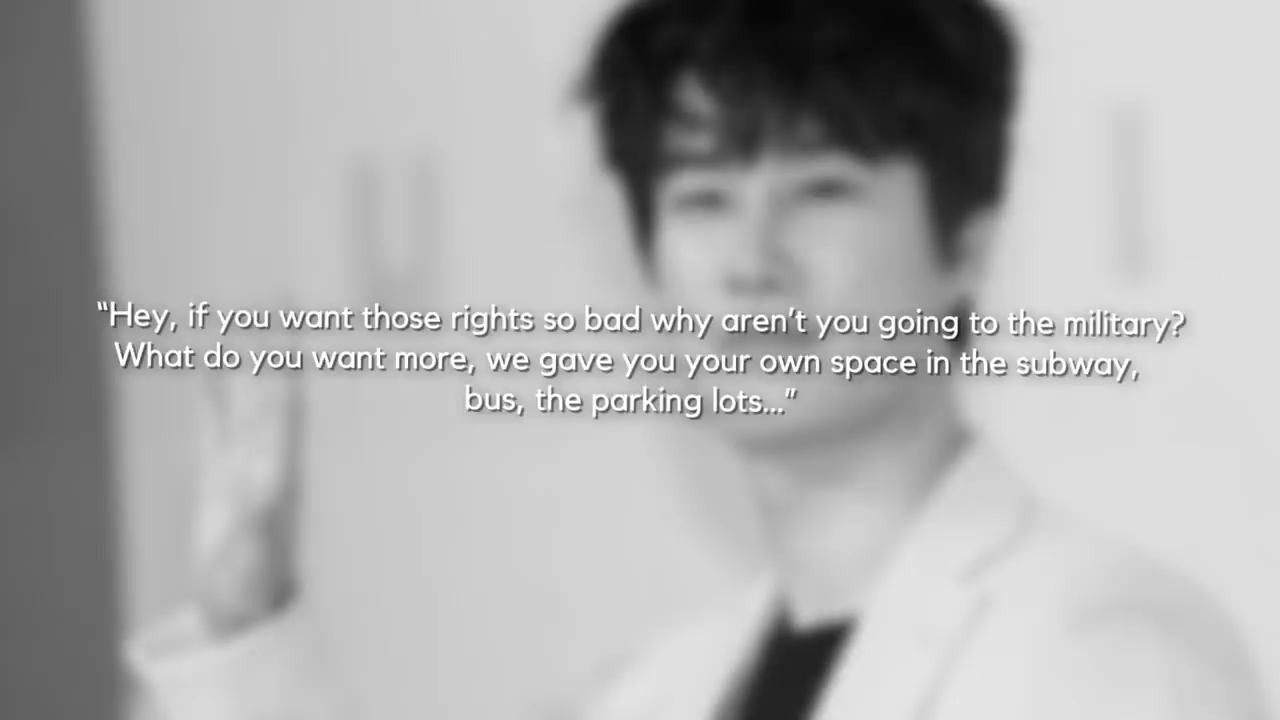 “Hey, if you want those rights so bad why aren’t you going to the military?
What do you want more, we gave you your own space in the subway,
bus, the parking lots...”